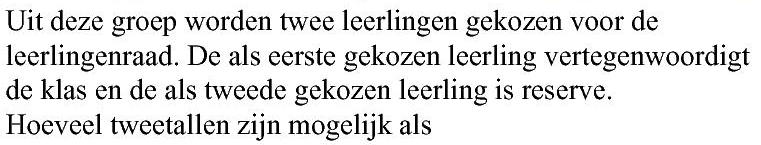 Uit deze groep worden twee leerlingen gekozen voor de
leerlingenraad. De als eerste gekozen leerling vertegenwoordigt
de klas en de als tweede gekozen leerling is reserve.
Hoeveel tweetallen zijn mogelijk als